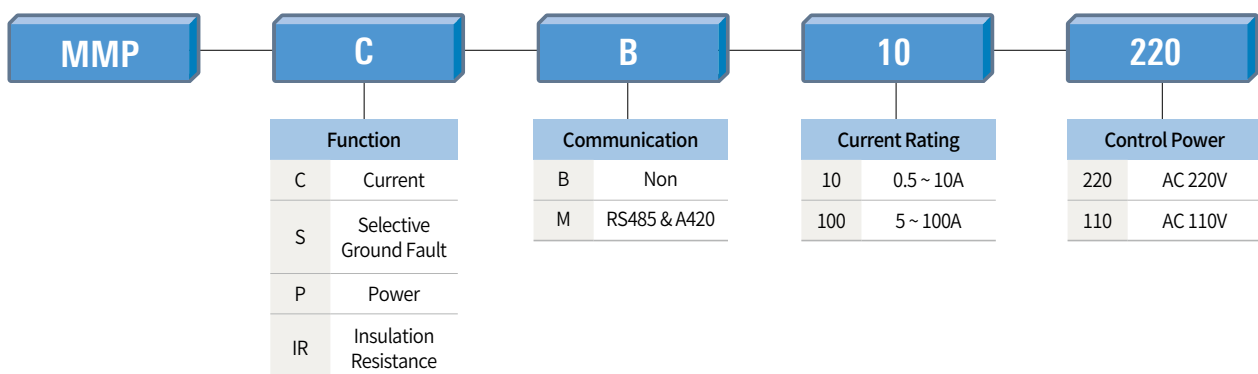 MMP C B 10 220
Function
C Current
S Selective
Ground Fault
P Power
IR Insulation
Resistance
Communication
B Non
M RS485 & A420
Current Rating
10 0.5 ~ 10A
100 5 ~ 100A
Control Power
220 AC 220V
110 AC 110V